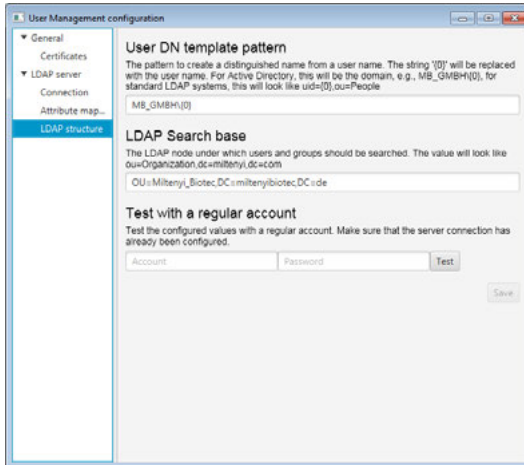 User Management configuration
General
Certificates
LDAP server
Connection
Attribute map...
LDAP structure
User DN template pattern
The pattern to create a distinguished name from a user name. The string '{0}' will be replaced
with the user name. For Active Directory, this will be the domain, e.g., MB_GMBH\{0}, for
standard LDAP systems, this will look like uid={0},ou=People
MB_GMBH\{0}
LDAP Search base
The LDAP node under which users and groups should be searched. The value will look like
ou=Organization,dc=miltenyi,dc=com
OU=Miltenyi_Biotec,DC=miltenyibiotec,DC=de
Test with a regular account
Test the configured values with a regular account. Make sure that the server connection has
already been configured.
Account
Password
Test
Save